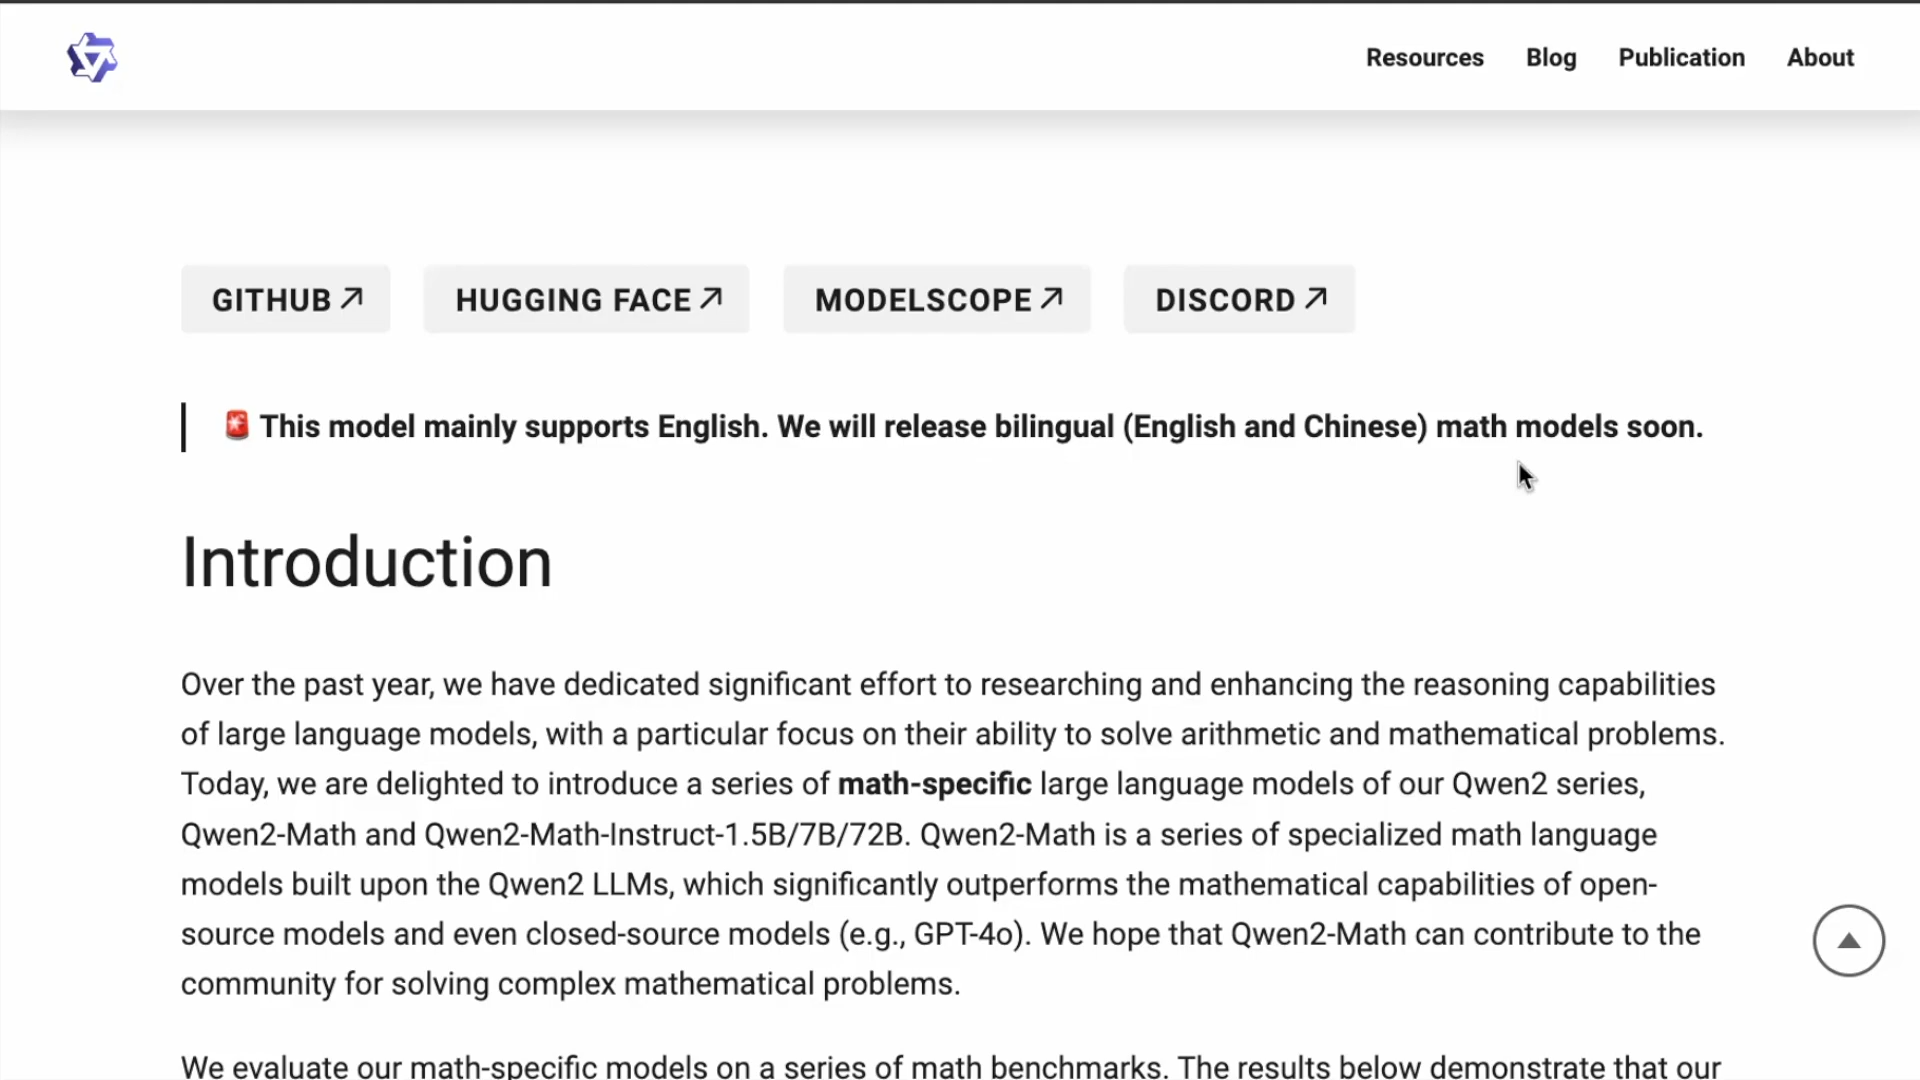 Resources Blog Publication About
GITHUB HUGGING FACE MODELSCOPE DISCORD
This model mainly supports English. We will release bilingual (English and Chinese) math models soon.
Introduction
Over the past year, we have dedicated significant effort to researching and enhancing the reasoning capabilities
of large language models, with a particular focus on their ability to solve arithmetic and mathematical problems.
Today, we are delighted to introduce a series of math-specific large language models of our Qwen2 series,
Qwen2-Math and Qwen2-Math-Instruct-1.5B/7B/72B. Qwen2-Math is a series of specialized math language
models built upon the Qwen2 LLMs, which significantly outperforms the mathematical capabilities of open-
source models and even closed-source models (e.g., GPT-4o). We hope that Qwen2-Math can contribute to the
community for solving complex mathematical problems.
We evaluate our math-specific models on a series of math benchmarks. The results below demonstrate that our